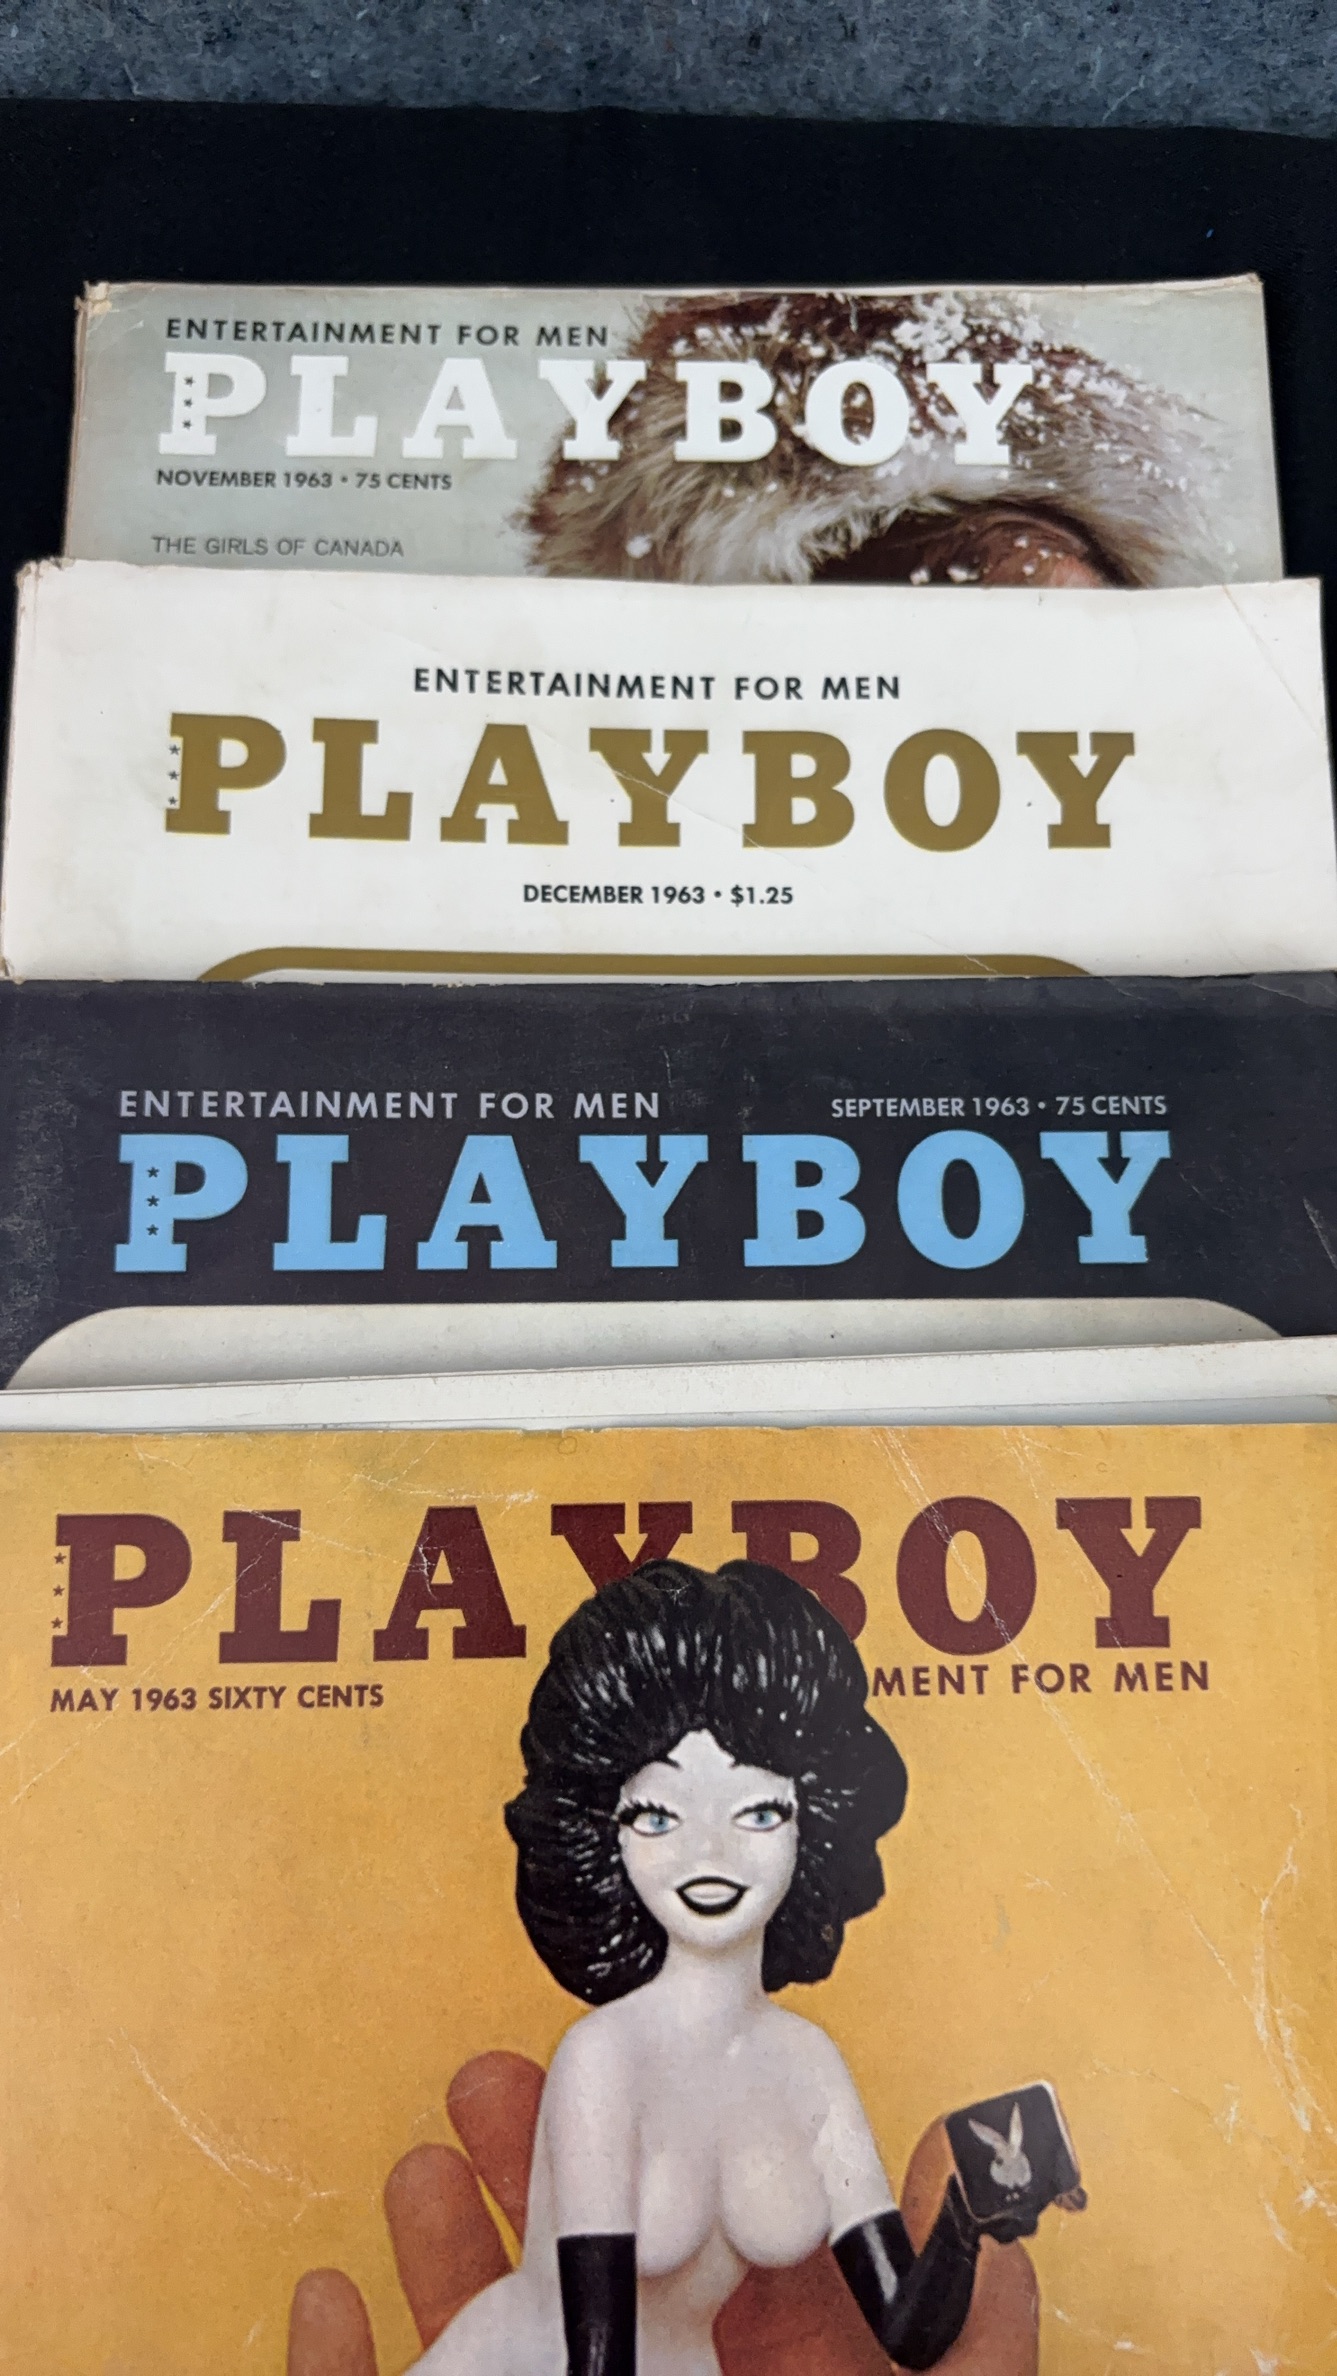 ENTERTAINMENT FOR MEN
PLAYBOY
NOVEMBER 1963 • 75 CENTS
THE GIRLS OF CANADA
ENTERTAINMENT FOR MEN
PLAYBOY
DECEMBER 1963 • $1.25
ENTERTAINMENT FOR MEN SEPTEMBER 1963 • 75 CENTS
PLAYBOY
PLAYBOY
MAY 1963 SIXTY CENTS MENT FOR MEN